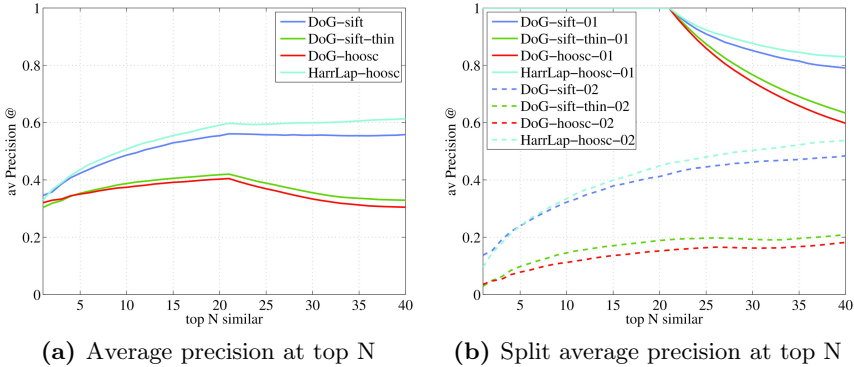 1
0.8
0.6
0.4
0.2
0
av Precision @
5 10 15 20 25 30 35 40
top N similar
DoG−sift
DoG−sift−thin
DoG−hoosc
HarrLap−hoosc
(a) Average precision at top N
1
0.8
0.6
0.4
0.2
0
av Precision @
5 10 15 20 25 30 35 40
top N similar
DoG−sift−01
DoG−sift−thin−01
DoG−hoosc−01
HarrLap−hoosc−01
DoG−sift−02
DoG−sift−thin−02
DoG−hoosc−02
HarrLap−hoosc−02
(b) Split average precision at top N